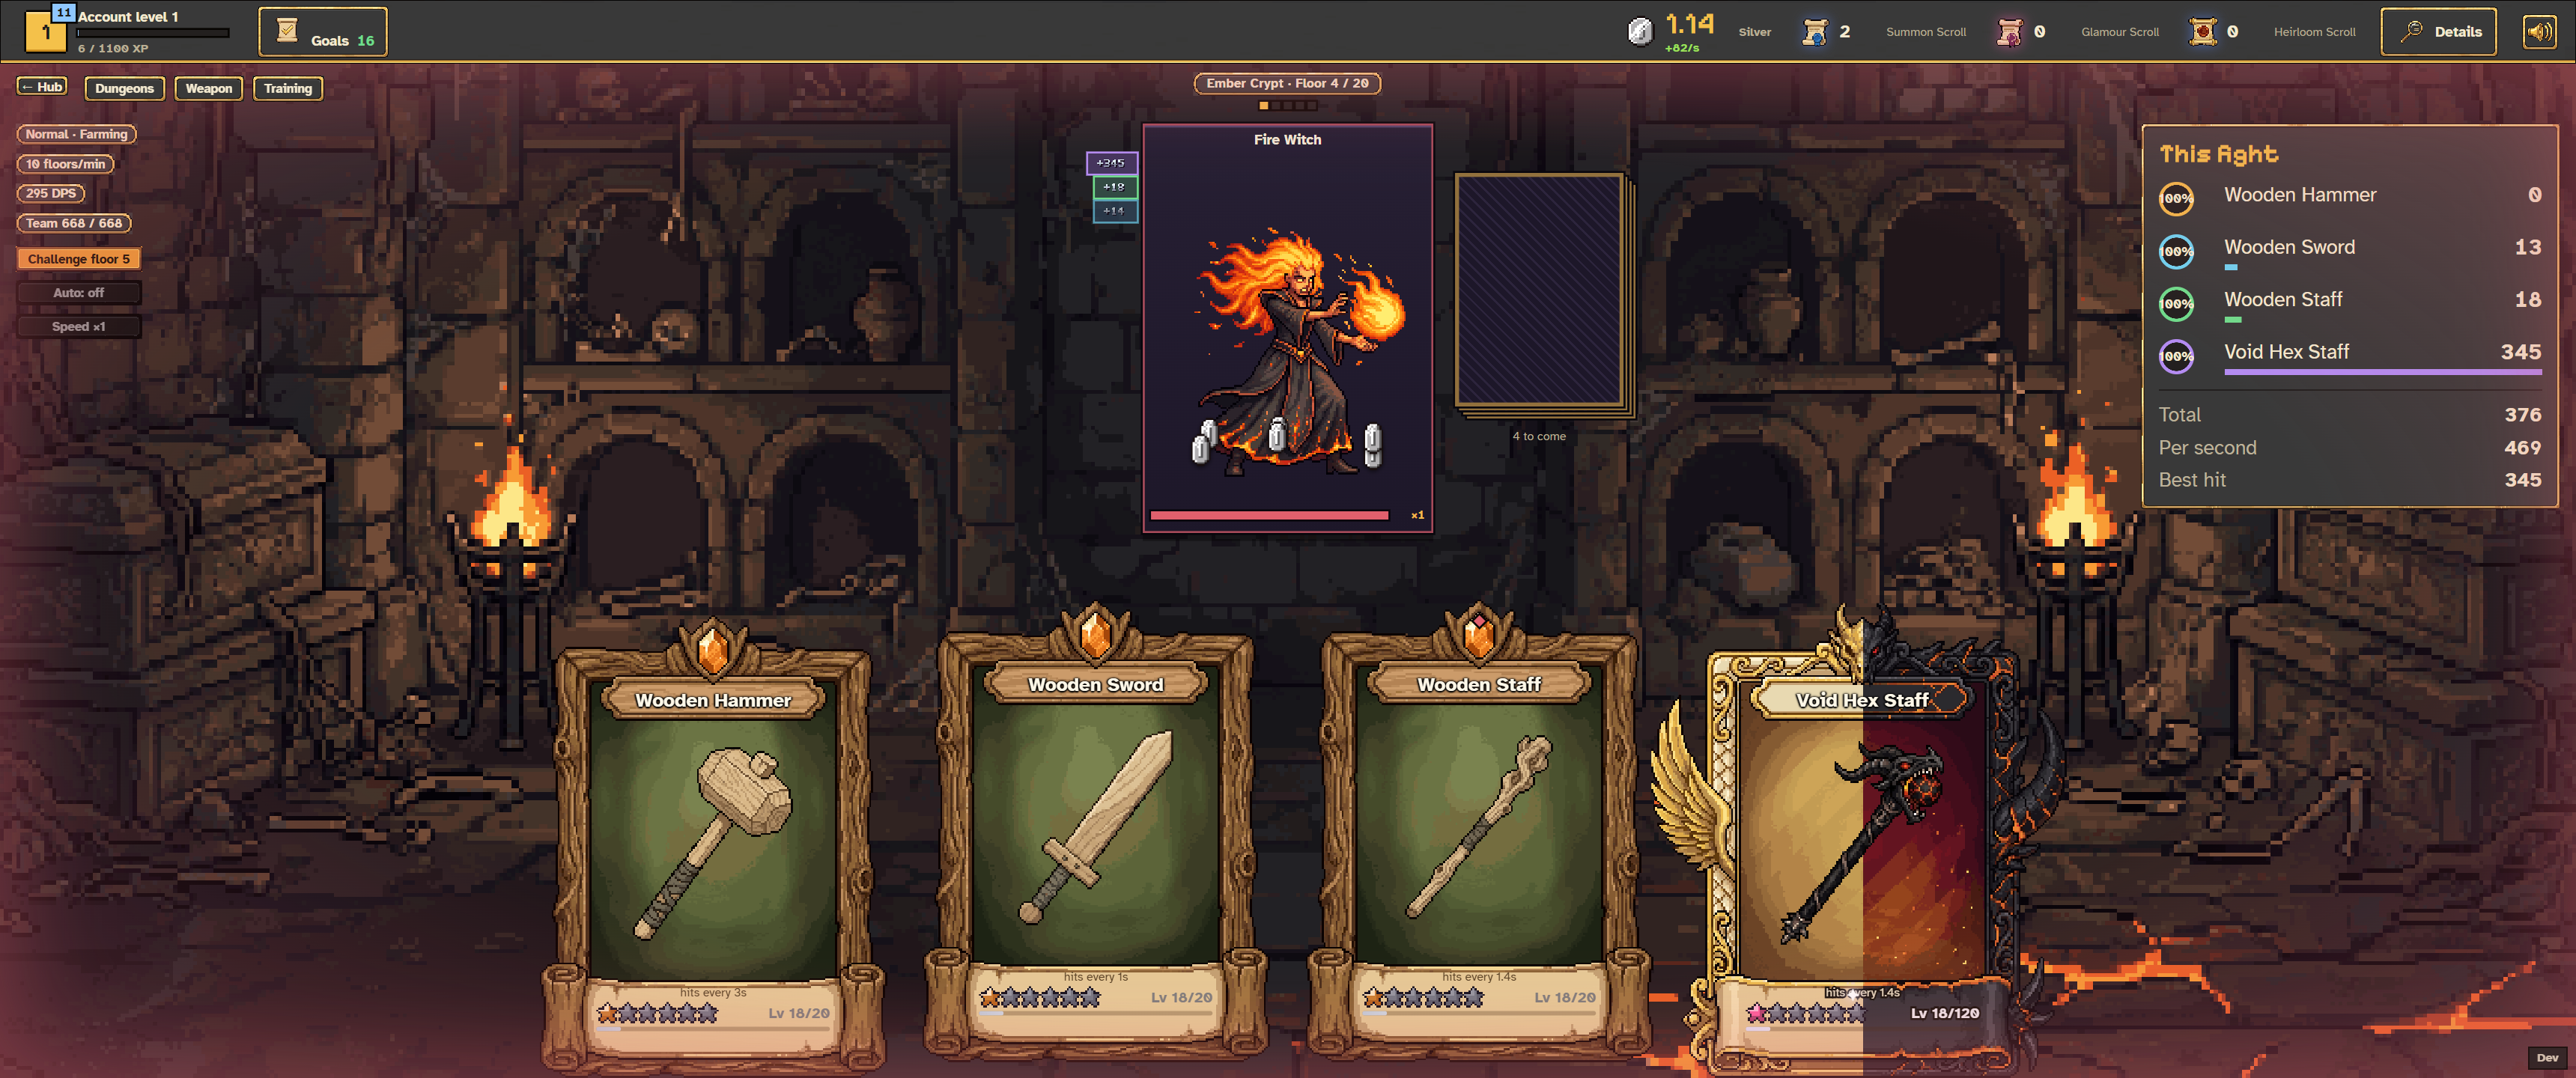 11
1
Account level 1
6 / 1100 XP
Goals 16
1.14
+82/s
Silver
2
Summon Scroll
0
Glamour Scroll
0
Heirloom Scroll
Details
← Hub
Dungeons
Weapon
Training
Ember Crypt · Floor 4 / 20
Normal · Farming
10 floors/min
295 DPS
Team 668 / 668
Challenge floor 5
Auto: off
Speed ×1
Fire Witch
+345
+18
+14
×1
4 to come
This fight
100% Wooden Hammer 0
100% Wooden Sword 13
100% Wooden Staff 18
100% Void Hex Staff 345
Total 376
Per second 469
Best hit 345
Wooden Hammer
hits every 3s
Lv 18/20
Wooden Sword
hits every 1s
Lv 18/20
Wooden Staff
hits every 1.4s
Lv 18/20
Void Hex Staff
hits every 1.4s
Lv 18/120
Dev